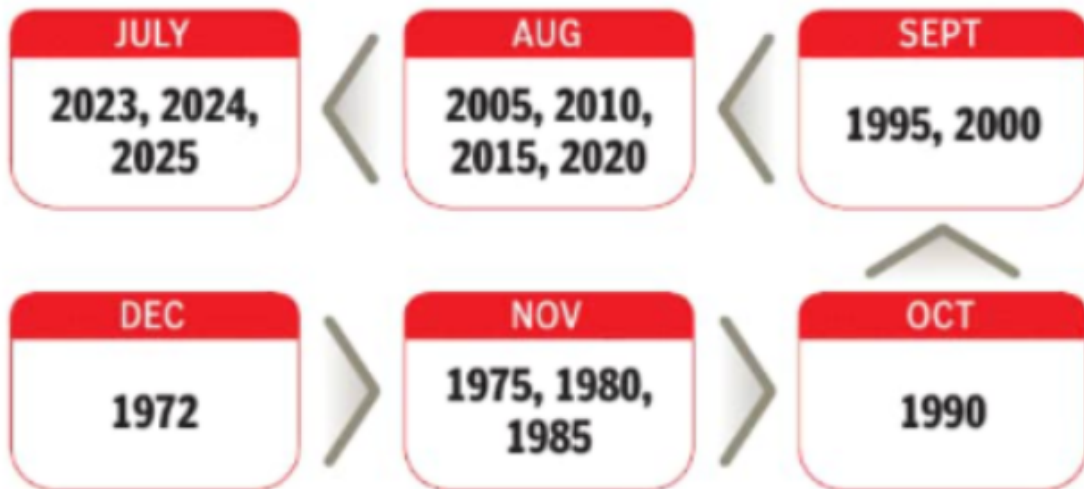 JULY
2023, 2024,
2025
AUG
2005, 2010,
2015, 2020
SEPT
1995, 2000
DEC
1972
NOV
1975, 1980,
1985
OCT
1990